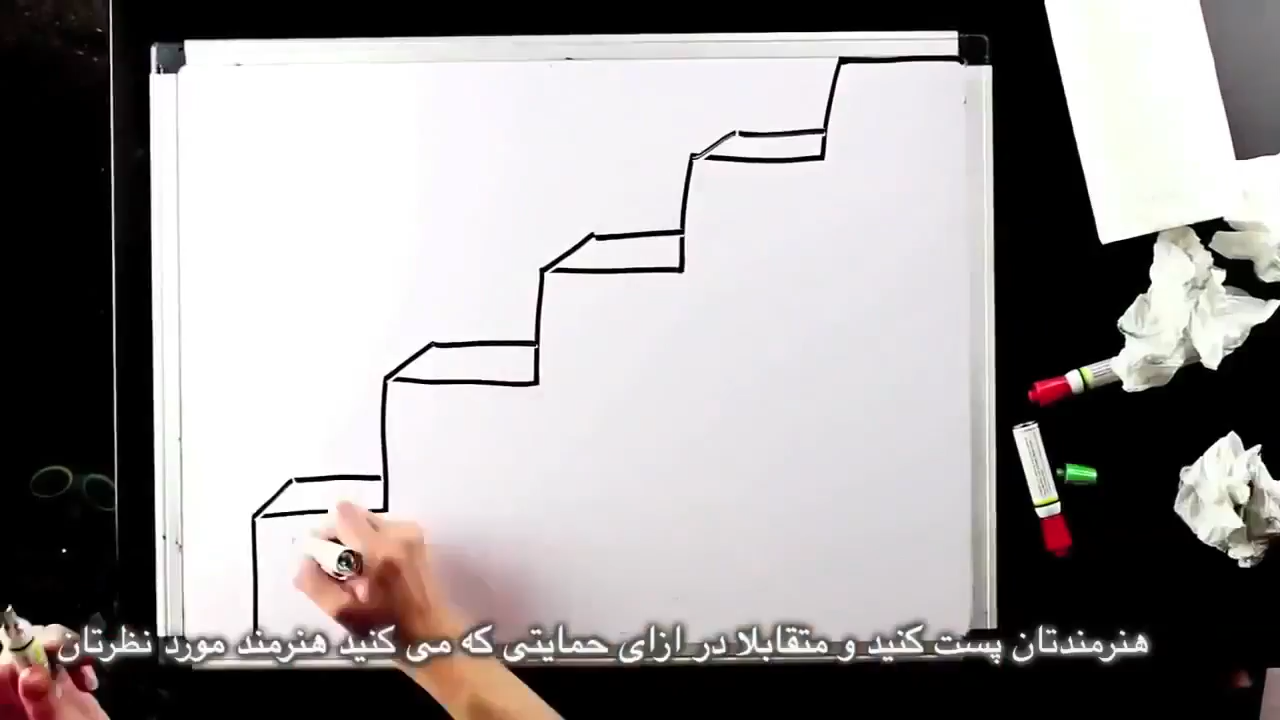 هنرمندتان پست کنید و متقابلا در ازای حمایتی که می کنید هنرمند مورد نظرتان